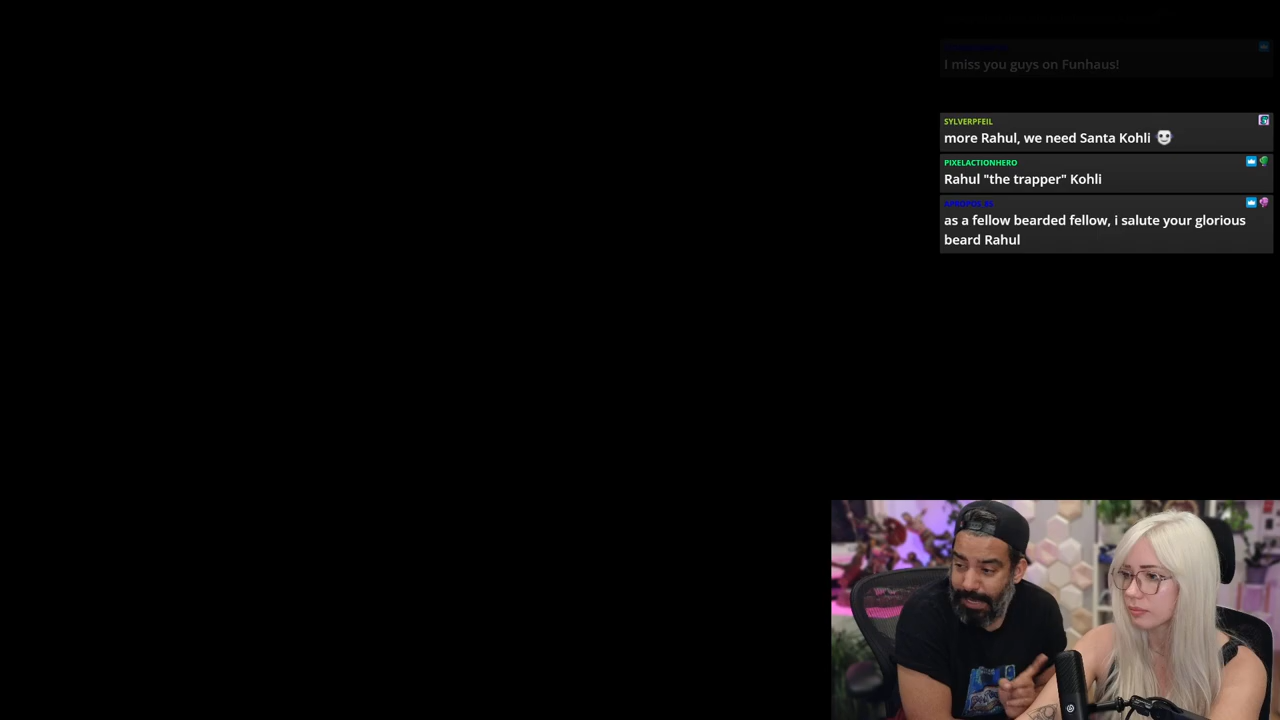 I miss you guys on Funhaus!
SYLVERPFEIL
more Rahul, we need Santa Kohli
PIXELACTIONHERO
Rahul "the trapper" Kohli
APROPOS_86
as a fellow bearded fellow, i salute your glorious
beard Rahul